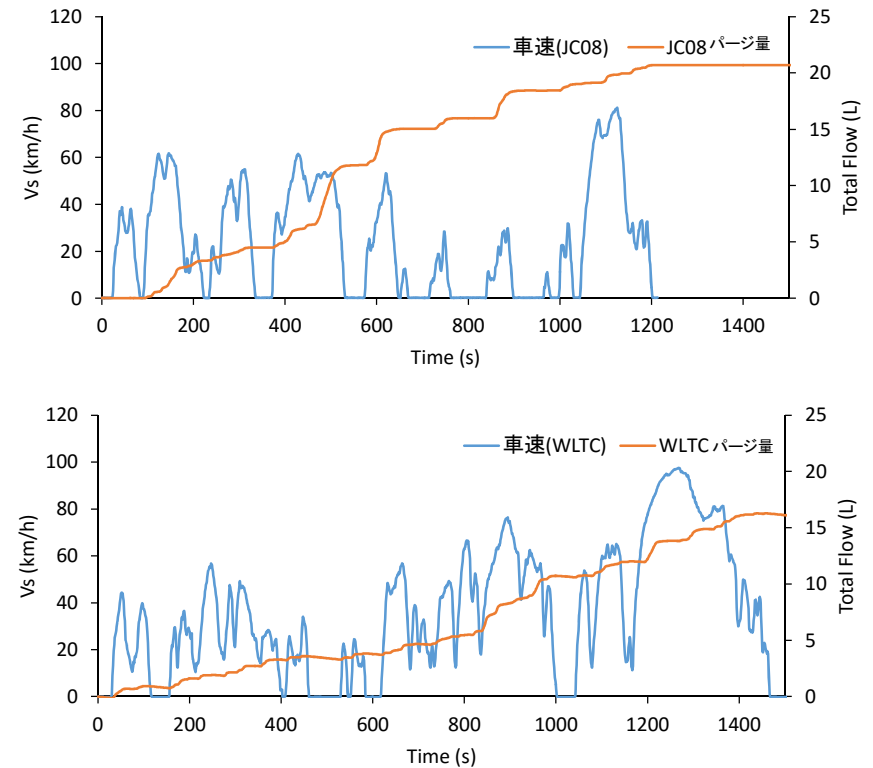 車速(JC08) JC08 パージ量
120 25
100 20
80 15
60 10
40 5
20
0 0
Vs (km/h)
Total Flow (L)
0 200 400 600 800 1000 1200 1400
Time (s)
車速(WLTC) WLTC パージ量
120 25
100 20
80 15
60 10
40 5
20
0 0
Vs (km/h)
Total Flow (L)
0 200 400 600 800 1000 1200 1400
Time (s)